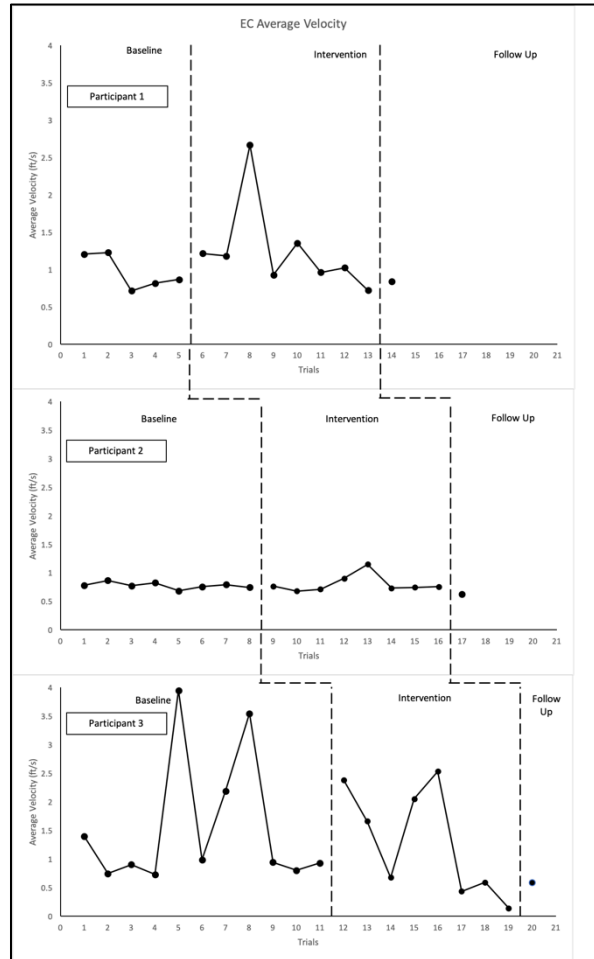 EC Average Velocity
Baseline
Intervention
Follow Up
Participant 1
Average Velocity (ft/s)
4
3.5
3
2.5
2
1.5
1
0.5
0
0 1 2 3 4 5 6 7 8 9 10 11 12 13 14 15 16 17 18 19 20 21
Trials
Baseline
Intervention
Follow Up
Participant 2
Average Velocity (ft/s)
4
3.5
3
2.5
2
1.5
1
0.5
0
0 1 2 3 4 5 6 7 8 9 10 11 12 13 14 15 16 17 18 19 20 21
Trials
Baseline
Intervention
Follow
Up
Participant 3
Average Velocity (ft/s)
4
3.5
3
2.5
2
1.5
1
0.5
0
0 1 2 3 4 5 6 7 8 9 10 11 12 13 14 15 16 17 18 19 20 21
Trials